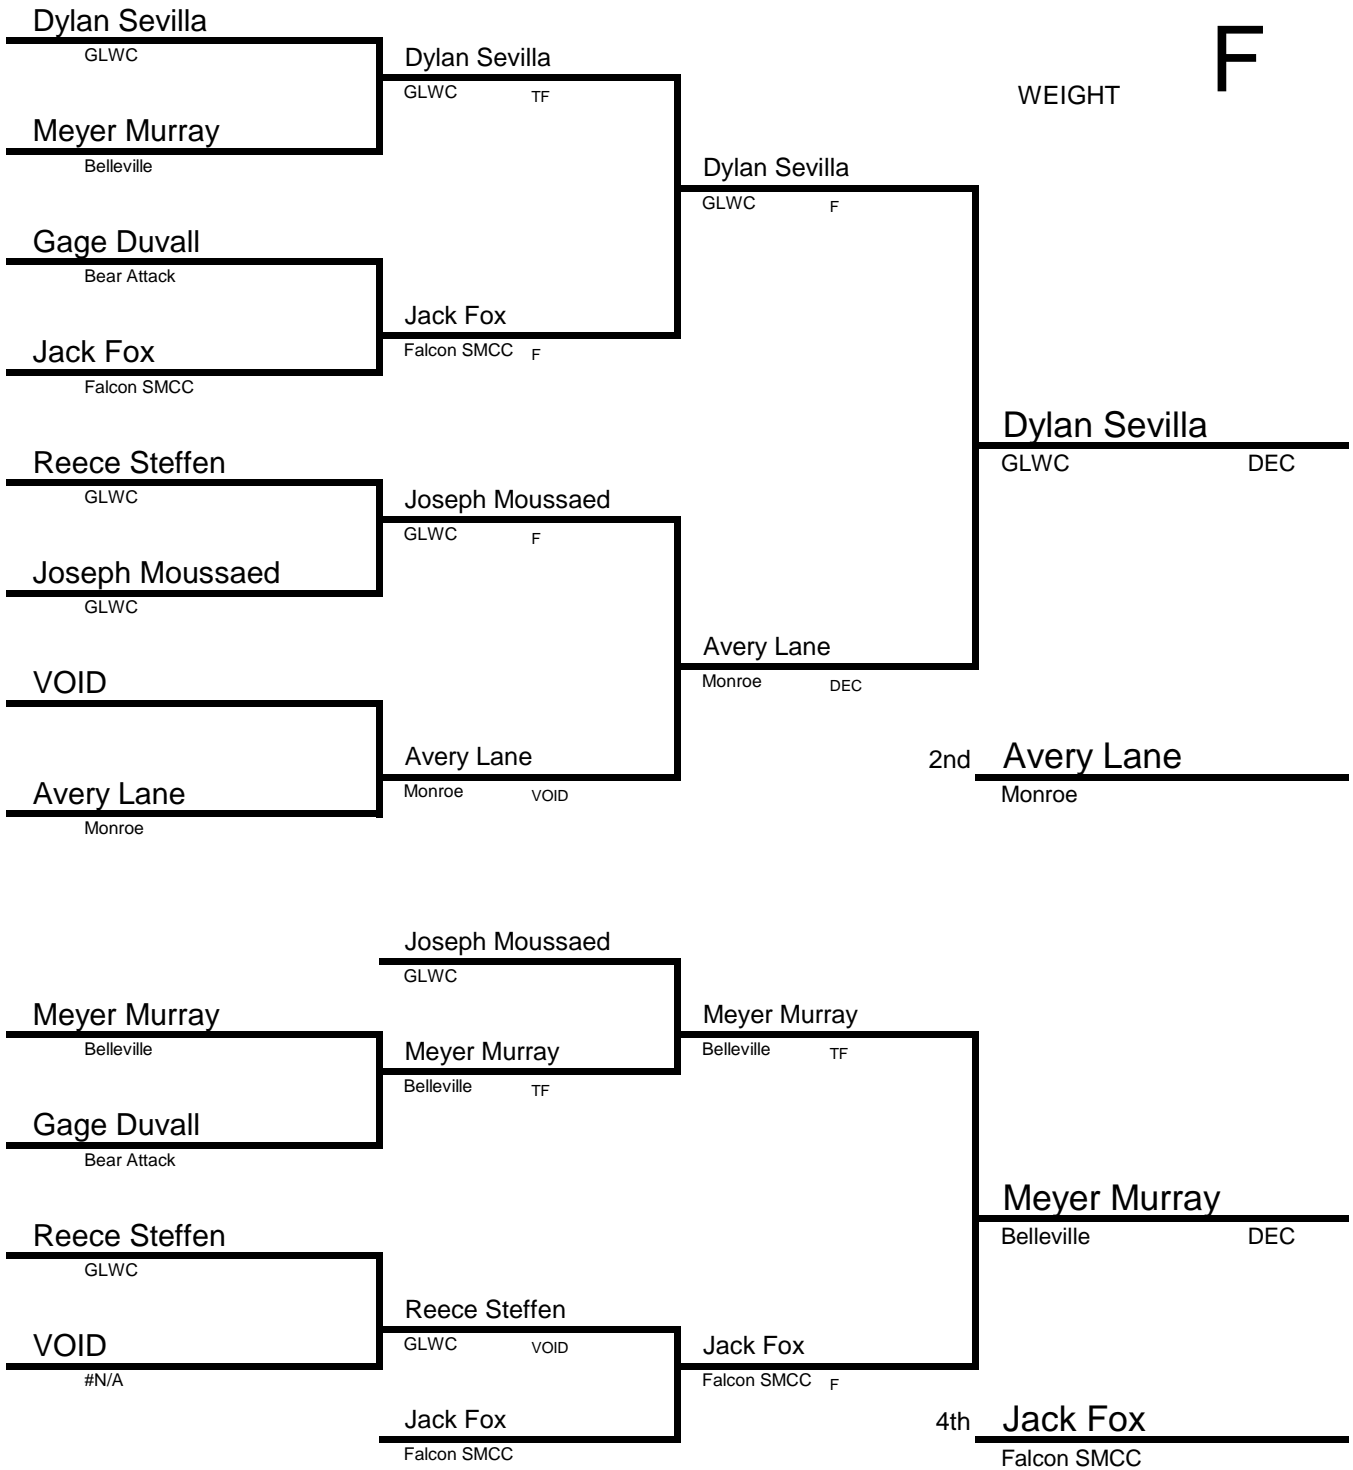 Dylan Sevilla
GLWC
Dylan Sevilla
GLWC TF
F
WEIGHT
Meyer Murray
Belleville
Dylan Sevilla
GLWC F
Gage Duvall
Bear Attack
Jack Fox
Falcon SMCC F
Jack Fox
Falcon SMCC
Dylan Sevilla
GLWC DEC
Reece Steffen
GLWC
Joseph Moussaed
GLWC F
Joseph Moussaed
GLWC
Avery Lane
Monroe DEC
VOID
Avery Lane
Monroe VOID
2nd Avery Lane
Monroe
Avery Lane
Monroe
Joseph Moussaed
GLWC
Meyer Murray
Belleville
Meyer Murray
Belleville TF
Meyer Murray
Belleville TF
Gage Duvall
Bear Attack
Meyer Murray
Belleville DEC
Reece Steffen
GLWC
Reece Steffen
GLWC VOID
VOID
#N/A
Jack Fox
Falcon SMCC F
Jack Fox
Falcon SMCC
4th Jack Fox
Falcon SMCC